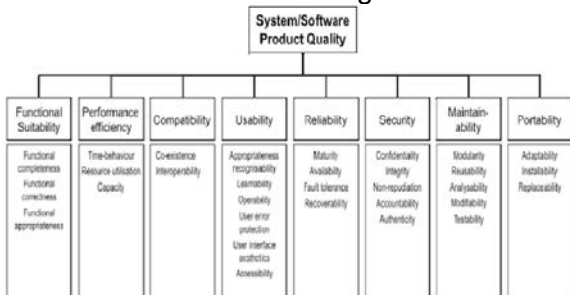 System/Software
Product Quality
Functional
Suitability
Performance
efficiency
Compatibility
Usability
Reliability
Security
Maintain-
ability
Portability
Functional
completeness
Functional
correctness
Functional
appropriateness
Time-behaviour
Resource utilisation
Capacity
Co-existence
Interoperability
Appropriateness
recognisability
Learnability
Operability
User error
protection
User interface
aesthetics
Accessibility
Maturity
Availability
Fault tolerance
Recoverability
Confidentiality
Integrity
Non-repudiation
Accountability
Authenticity
Modularity
Reusability
Analysability
Modifiability
Testability
Adaptability
Installability
Replaceability